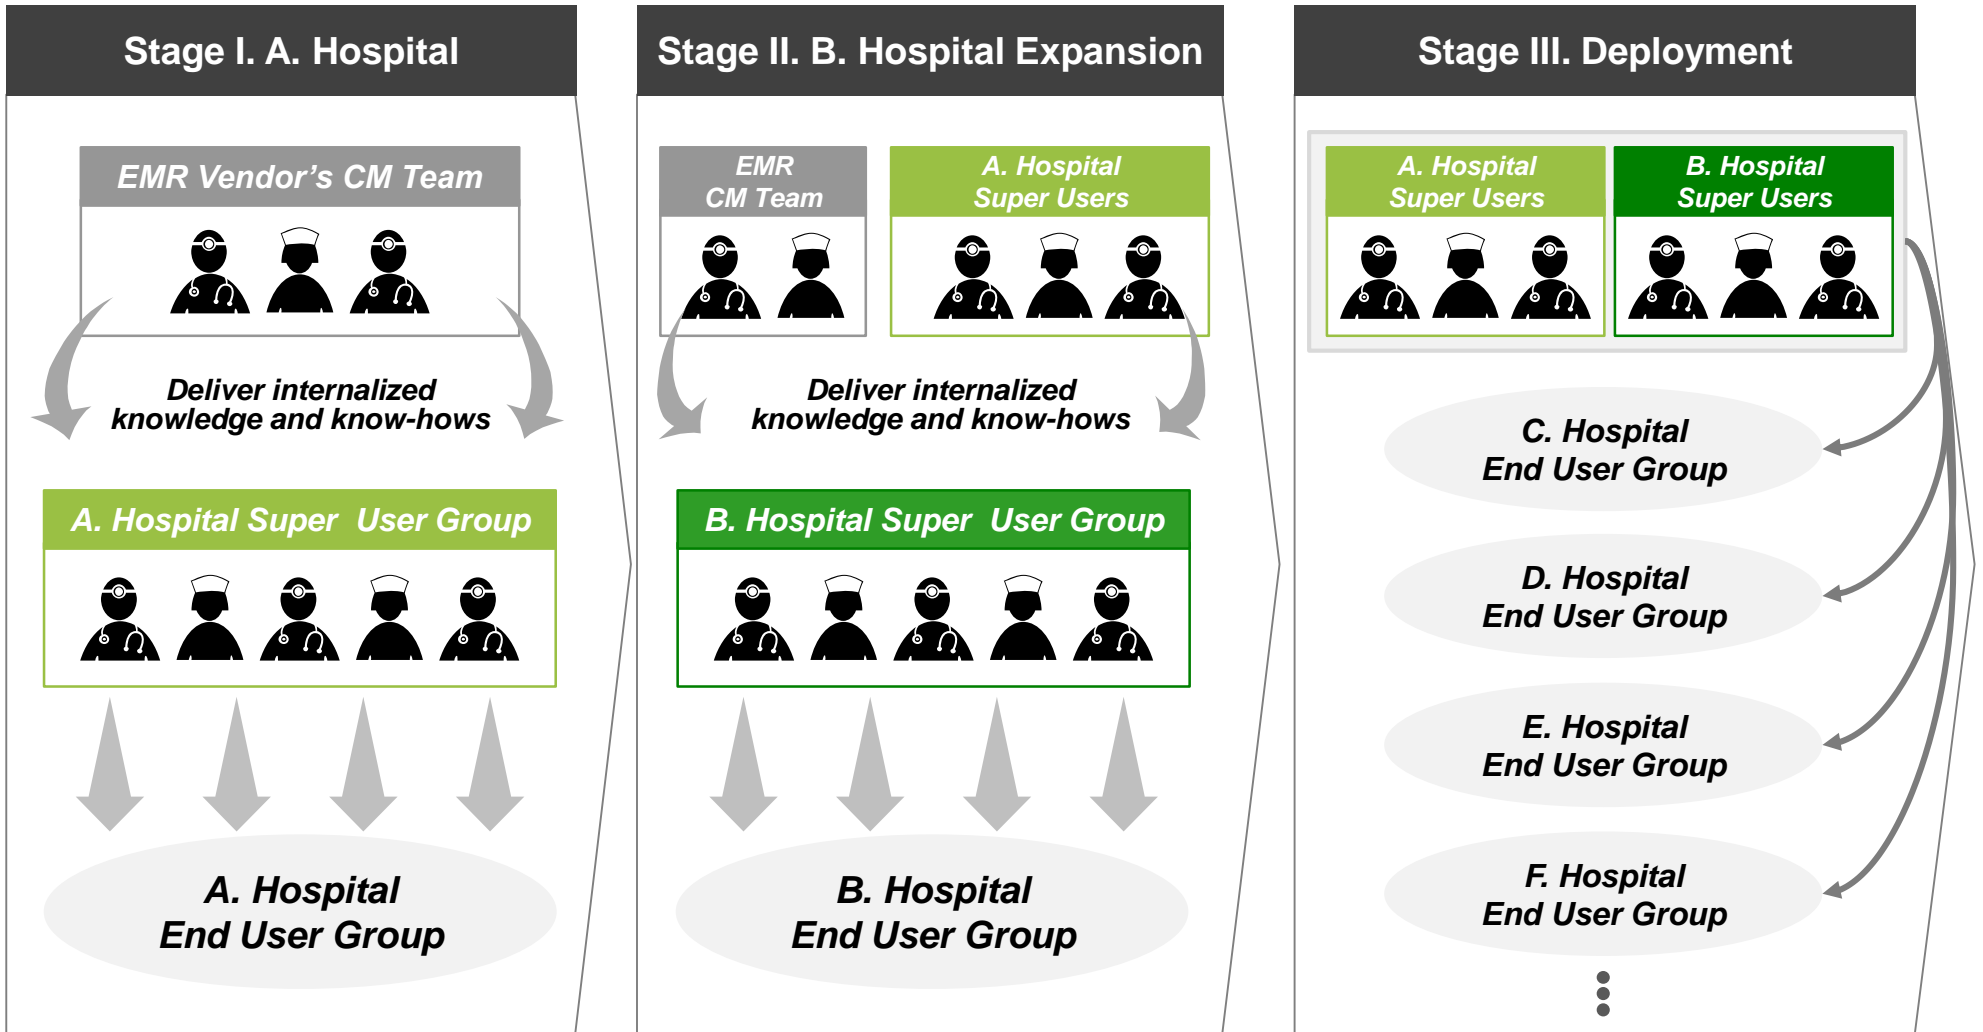 Stage I. A. Hospital
EMR Vendor's CM Team
Deliver internalized
knowledge and know-hows
A. Hospital Super User Group
A. Hospital
End User Group
Stage II. B. Hospital Expansion
EMR
CM Team
A. Hospital
Super Users
Deliver internalized
knowledge and know-hows
B. Hospital Super User Group
B. Hospital
End User Group
Stage III. Deployment
A. Hospital
Super Users
B. Hospital
Super Users
C. Hospital
End User Group
D. Hospital
End User Group
E. Hospital
End User Group
F. Hospital
End User Group